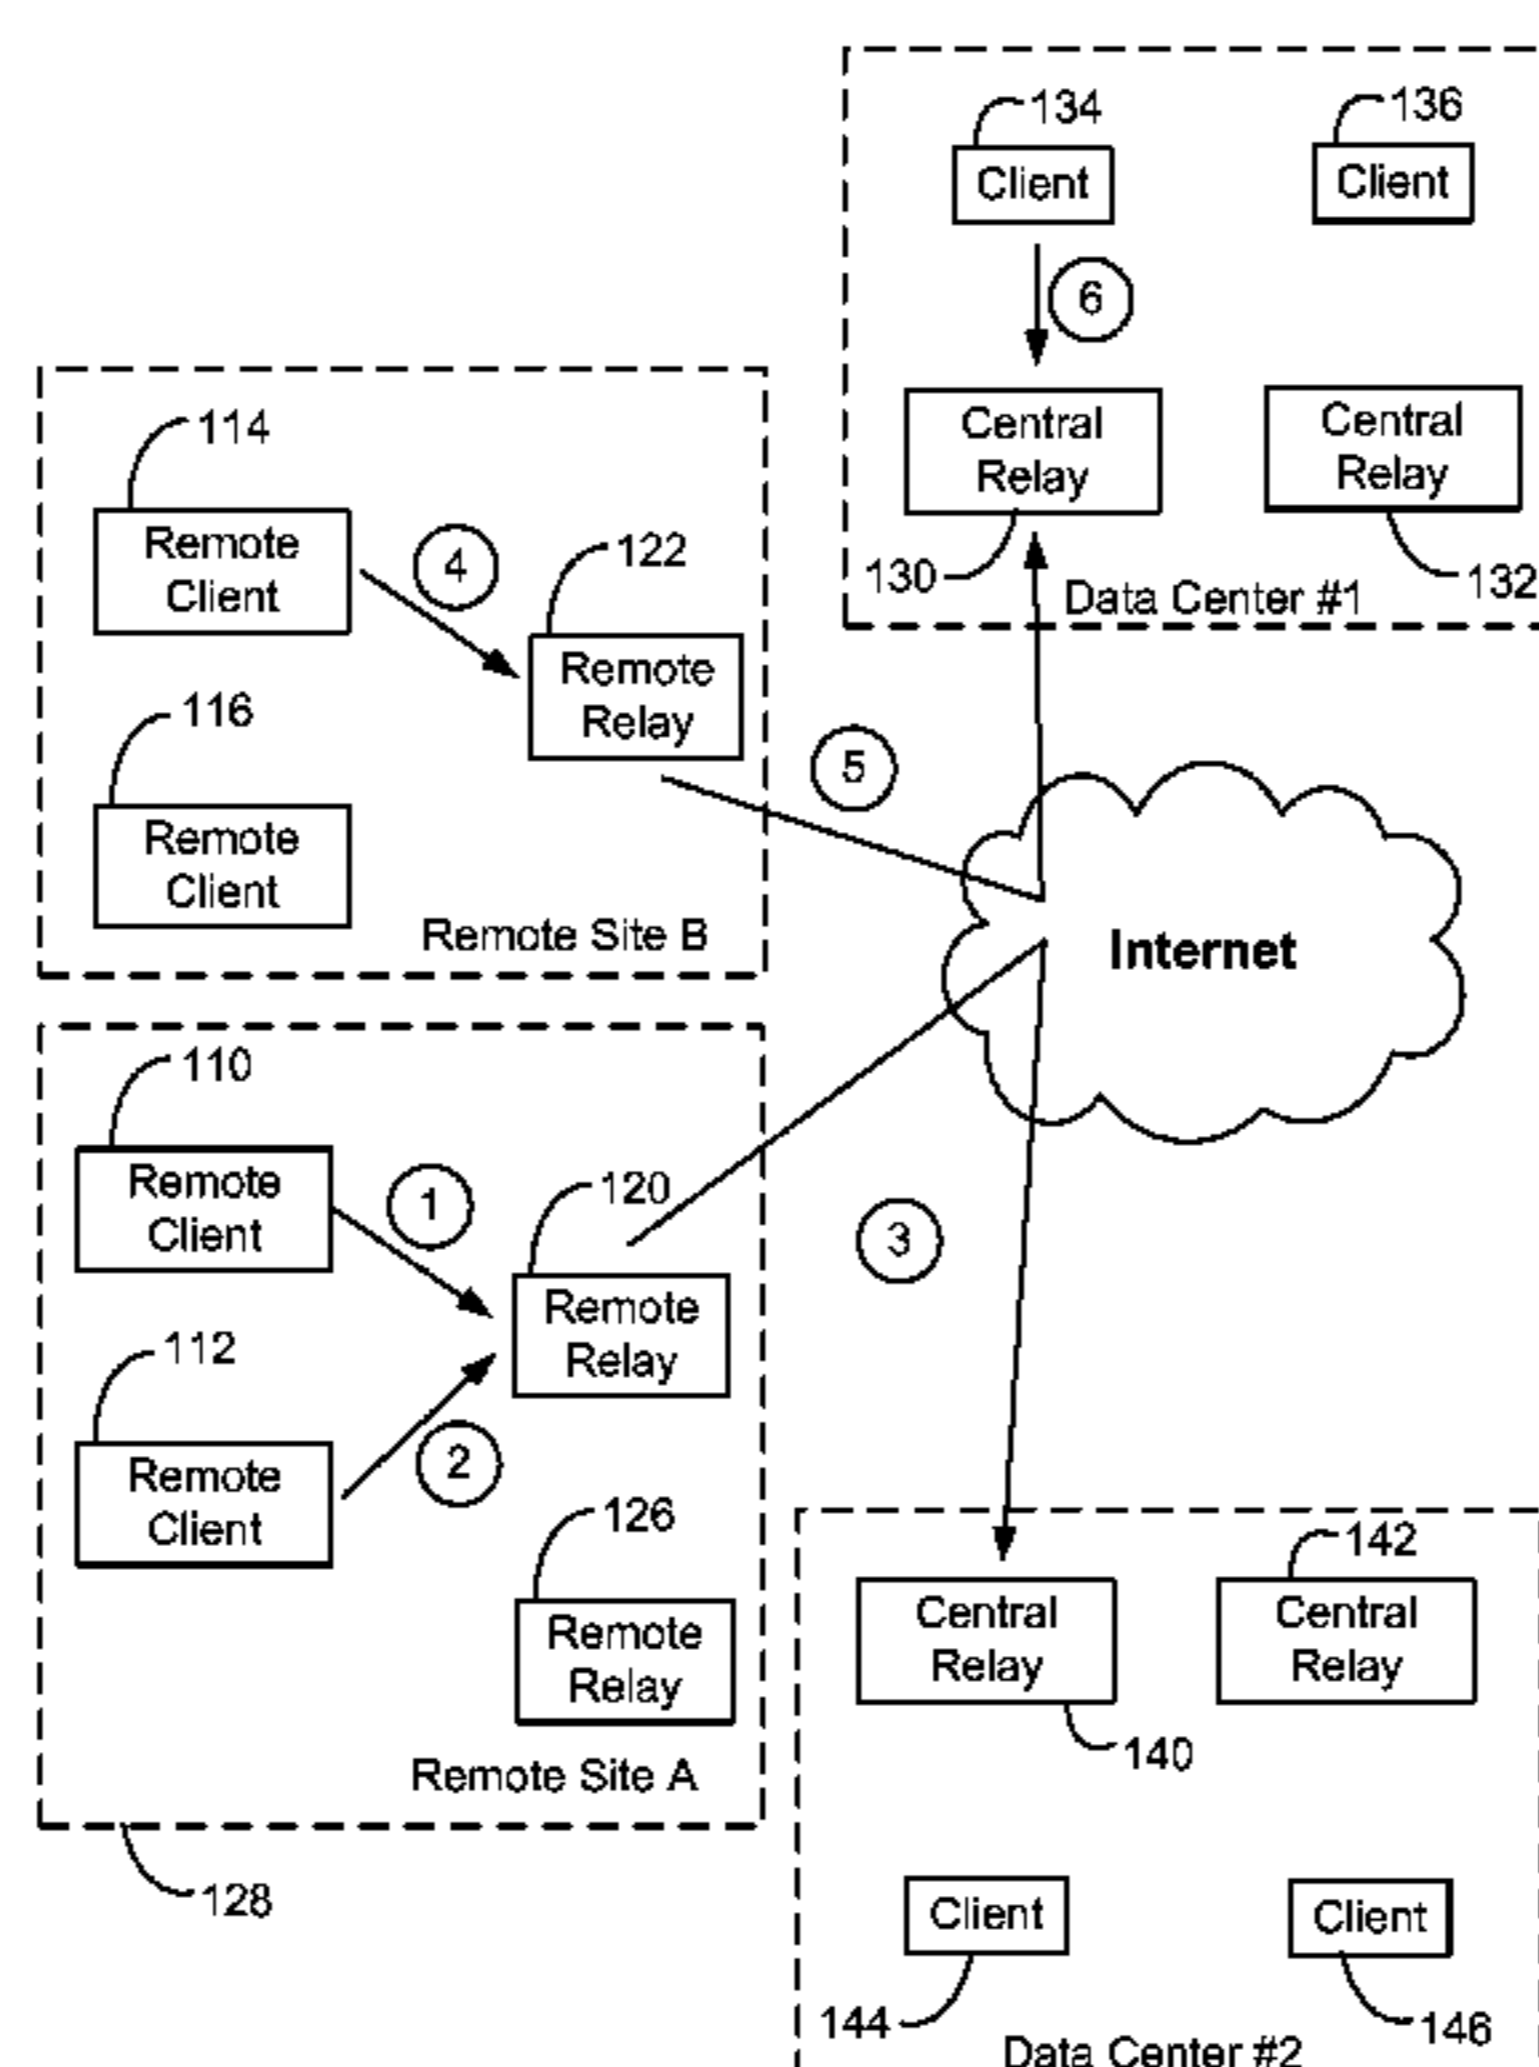 134
136
Client
Client
6
Central
Relay
Central
Relay
130
132
Data Center #1
114
Remote
Client
4
122
Remote
Relay
116
Remote
Client
5
Remote Site B
Internet
110
Remote
Client
1
120
Remote
Relay
3
112
Remote
Client
2
126
Remote
Relay
Remote Site A
128
142
Central
Relay
Central
Relay
140
Client
Client
144
146
Data Center #2